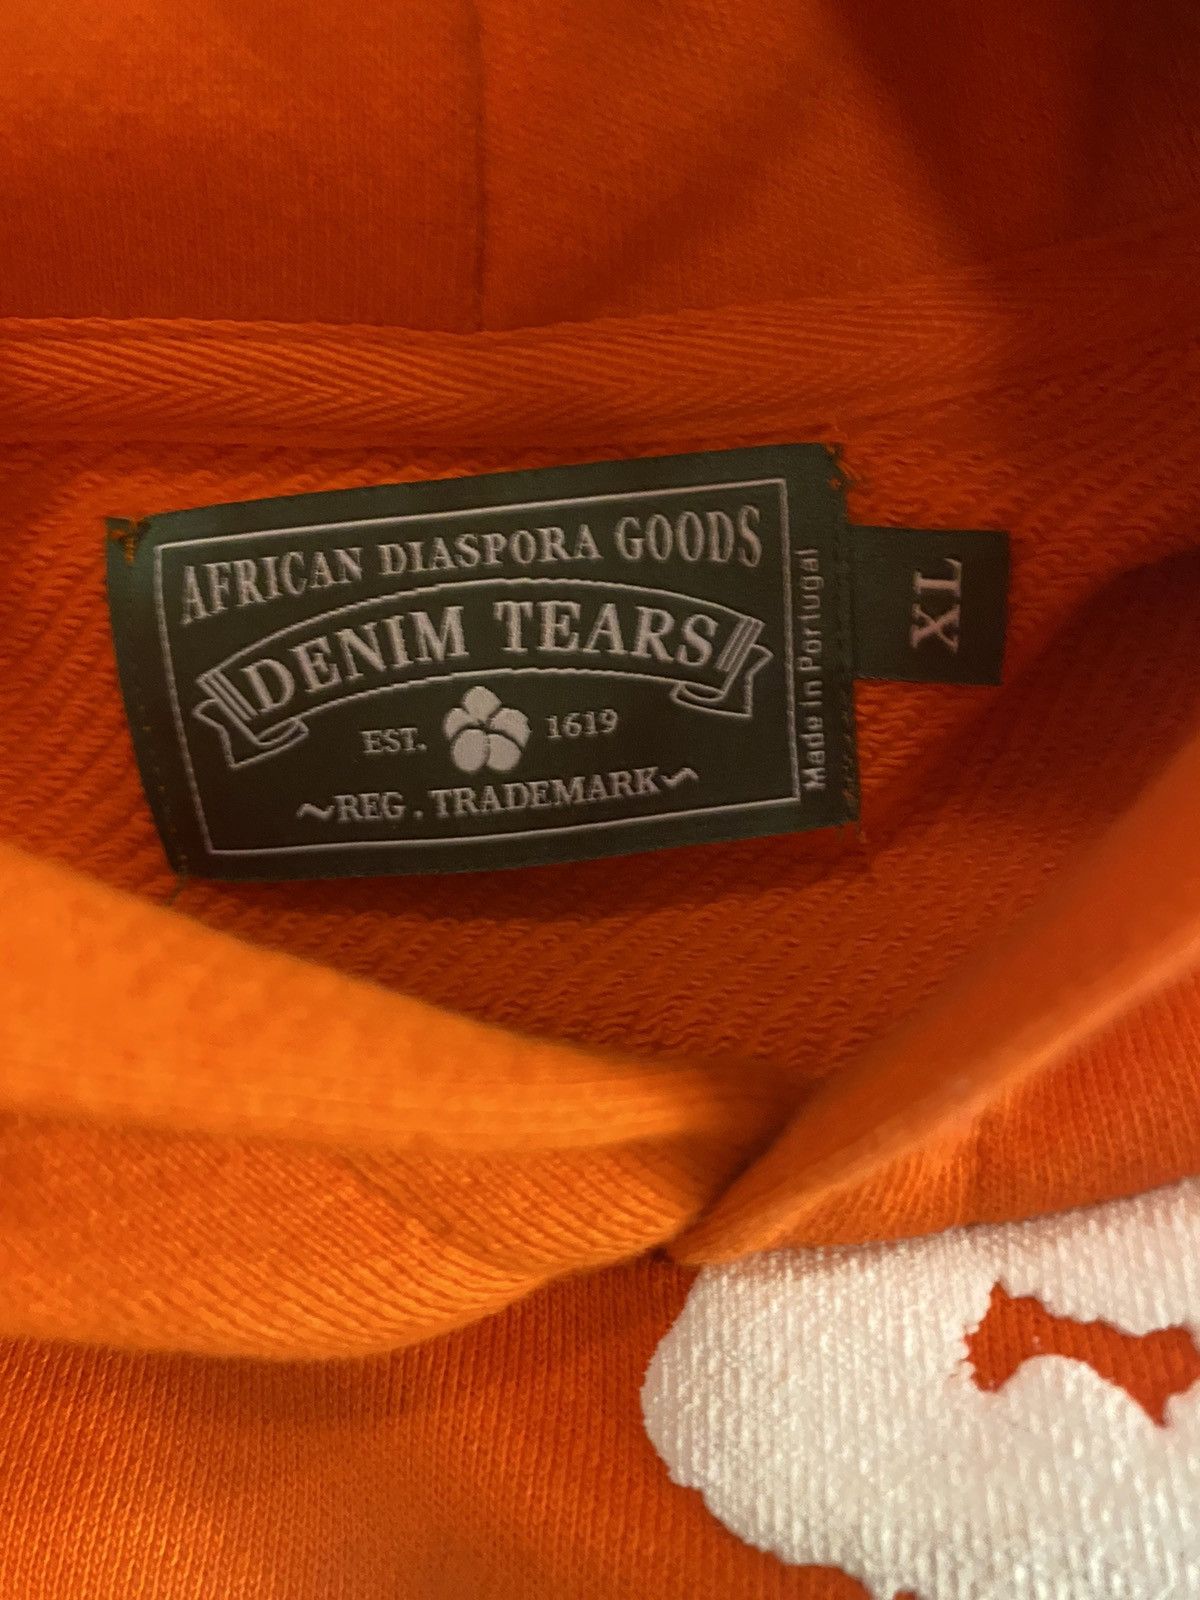 AFRICAN DIASPORA GOODS
DENIM TEARS
EST. 1619
~REG. TRADEMARK~
Made in Portugal
XL